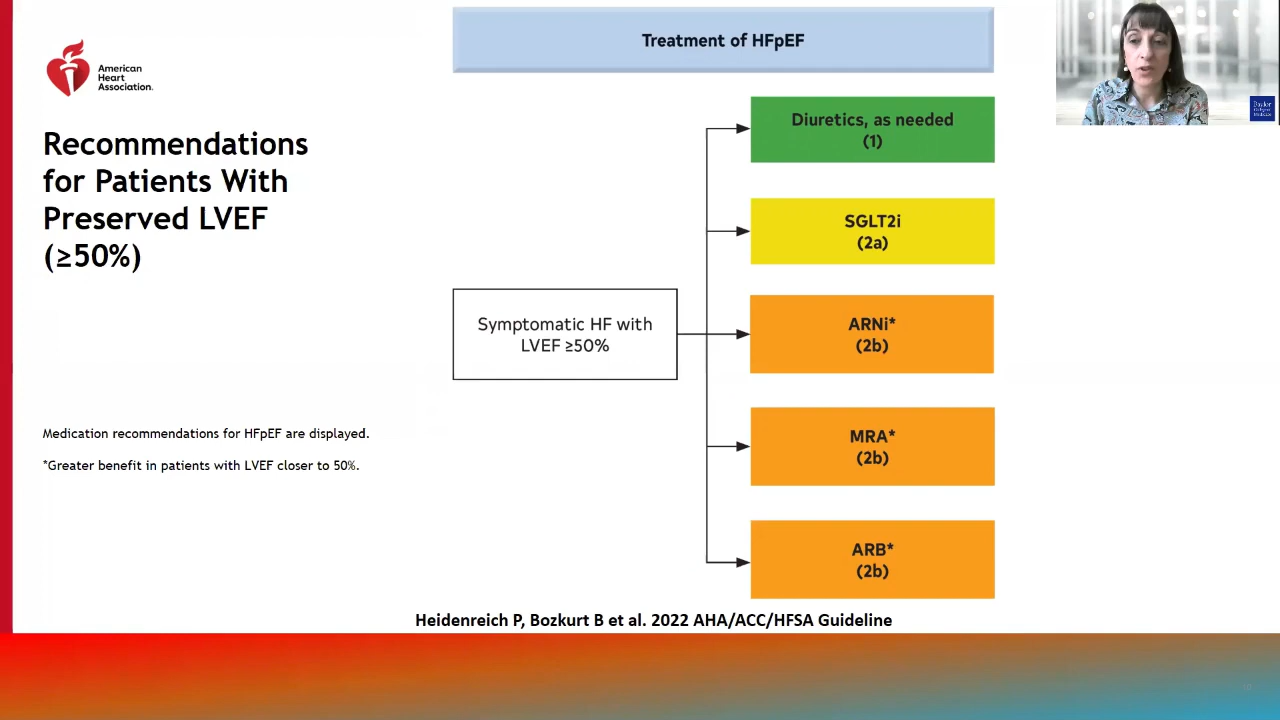 American
Heart
Association.
Recommendations
for Patients With
Preserved LVEF
(≥50%)
Medication recommendations for HFpEF are displayed.
*Greater benefit in patients with LVEF closer to 50%.
Treatment of HFpEF
Symptomatic HF with
LVEF ≥50%
Diuretics, as needed
(1)
SGLT2i
(2a)
ARNi*
(2b)
MRA*
(2b)
ARB*
(2b)
Heidenreich P, Bozkurt B et al. 2022 AHA/ACC/HFSA Guideline
Baylor
Medicine